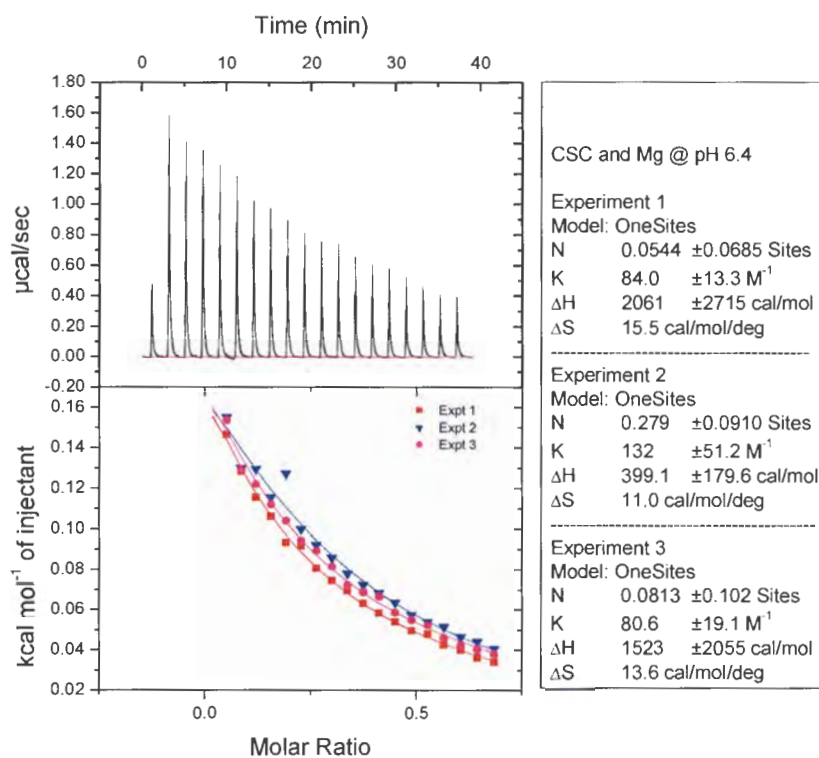 Time (min)
0 10 20 30 40
1.80
1.60
1.40
1.20
1.00
0.80
0.60
0.40
0.20
0.00
-0.20
µcal/sec
0.16
0.14
0.12
0.10
0.08
0.06
0.04
0.02
kcal mol⁻¹ of injectant
Expt 1
Expt 2
Expt 3
0.0 0.5
Molar Ratio
CSC and Mg @ pH 6.4
Experiment 1
Model: OneSites
N 0.0544 ±0.0685 Sites
K 84.0 ±13.3 M⁻¹
ΔH 2061 ±2715 cal/mol
ΔS 15.5 cal/mol/deg
Experiment 2
Model: OneSites
N 0.279 ±0.0910 Sites
K 132 ±51.2 M⁻¹
ΔH 399.1 ±179.6 cal/mol
ΔS 11.0 cal/mol/deg
Experiment 3
Model: OneSites
N 0.0813 ±0.102 Sites
K 80.6 ±19.1 M⁻¹
ΔH 1523 ±2055 cal/mol
ΔS 13.6 cal/mol/deg